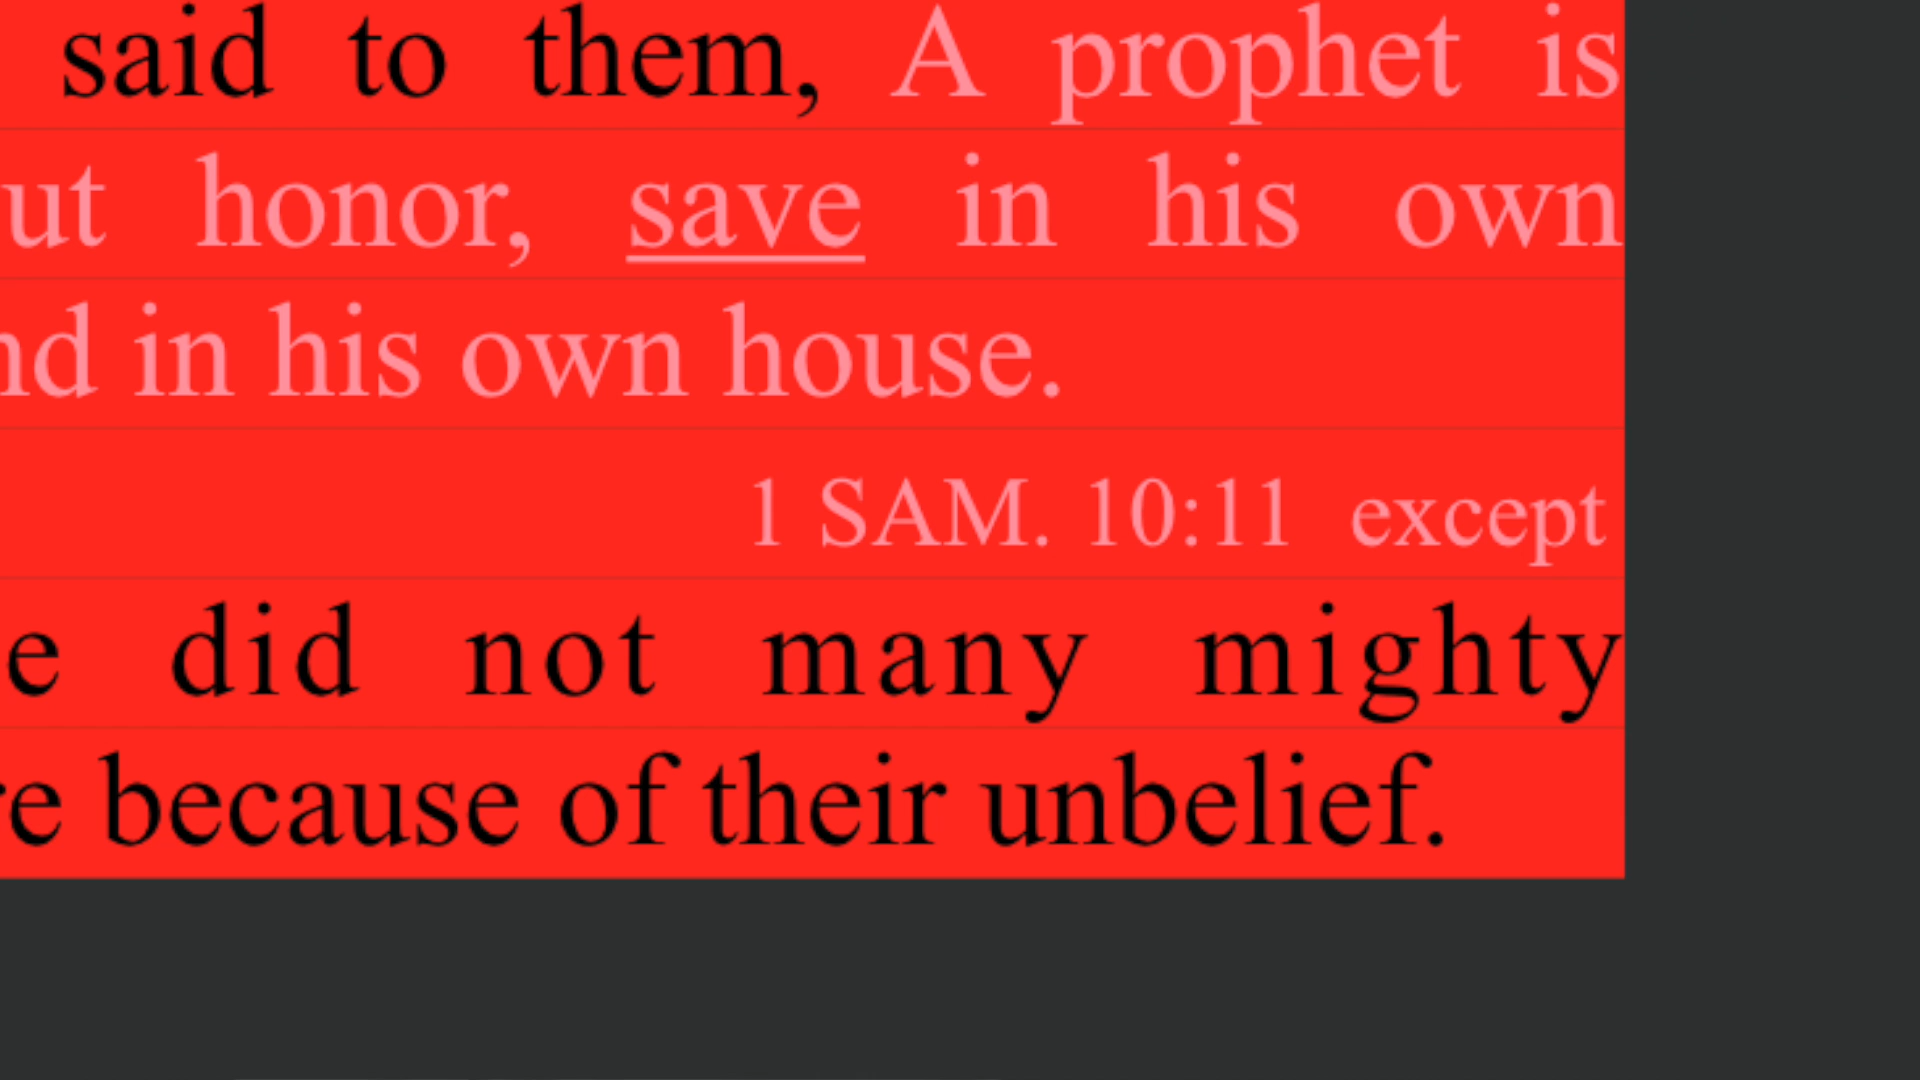 said to them, A prophet is
ut honor, save in his own
nd in his own house.
1 SAM. 10:11 except
e did not many mighty
e because of their unbelief.